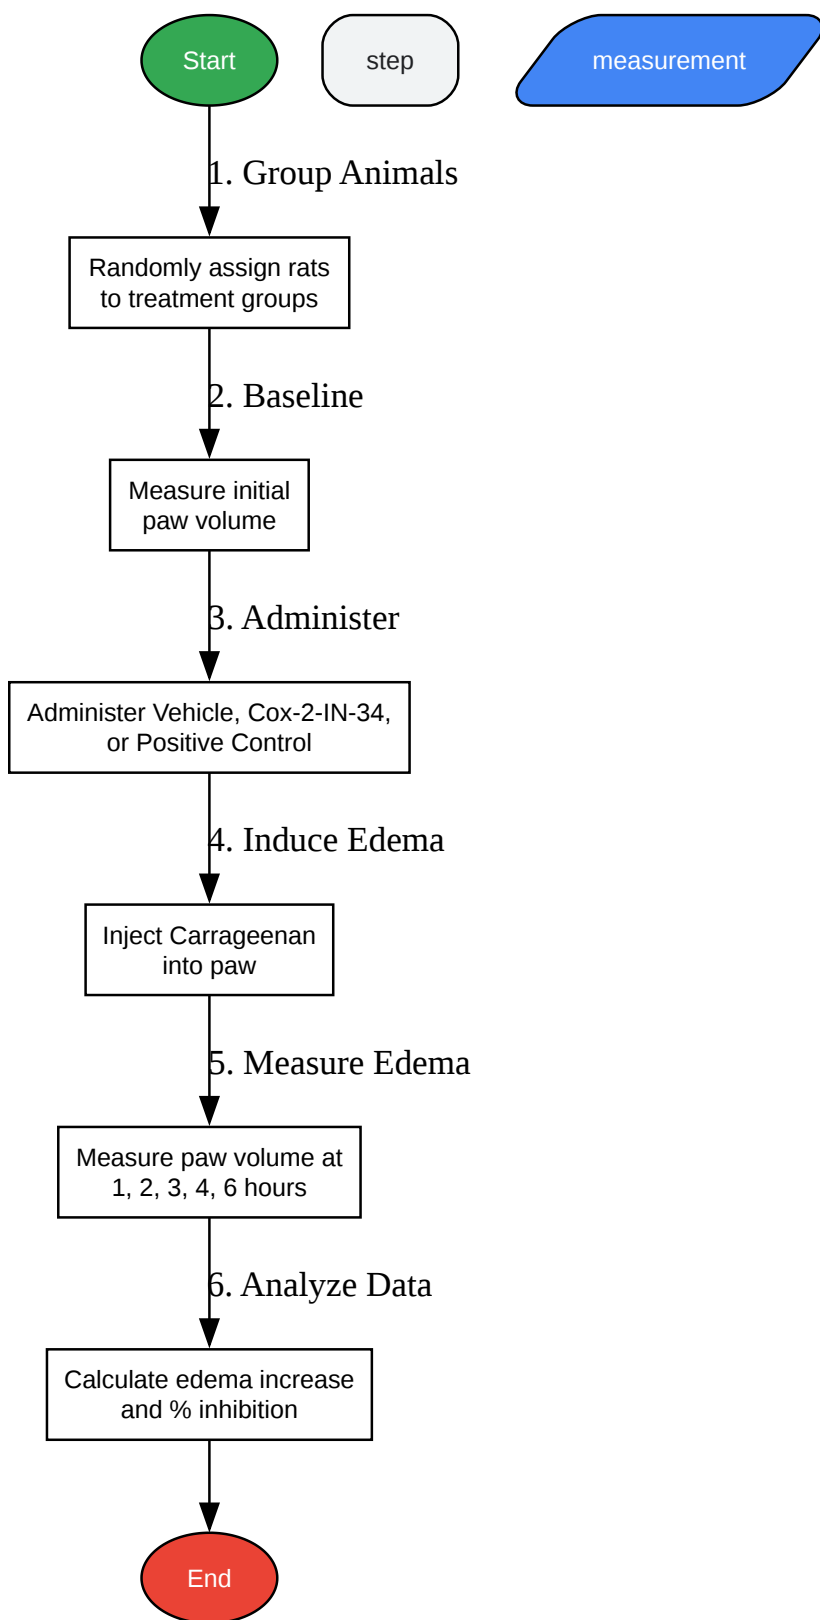 Start
step
measurement
1. Group Animals
Randomly assign rats
to treatment groups
2. Baseline
Measure initial
paw volume
3. Administer
Administer Vehicle, Cox-2-IN-34,
or Positive Control
4. Induce Edema
Inject Carrageenan
into paw
5. Measure Edema
Measure paw volume at
1, 2, 3, 4, 6 hours
6. Analyze Data
Calculate edema increase
and % inhibition
End